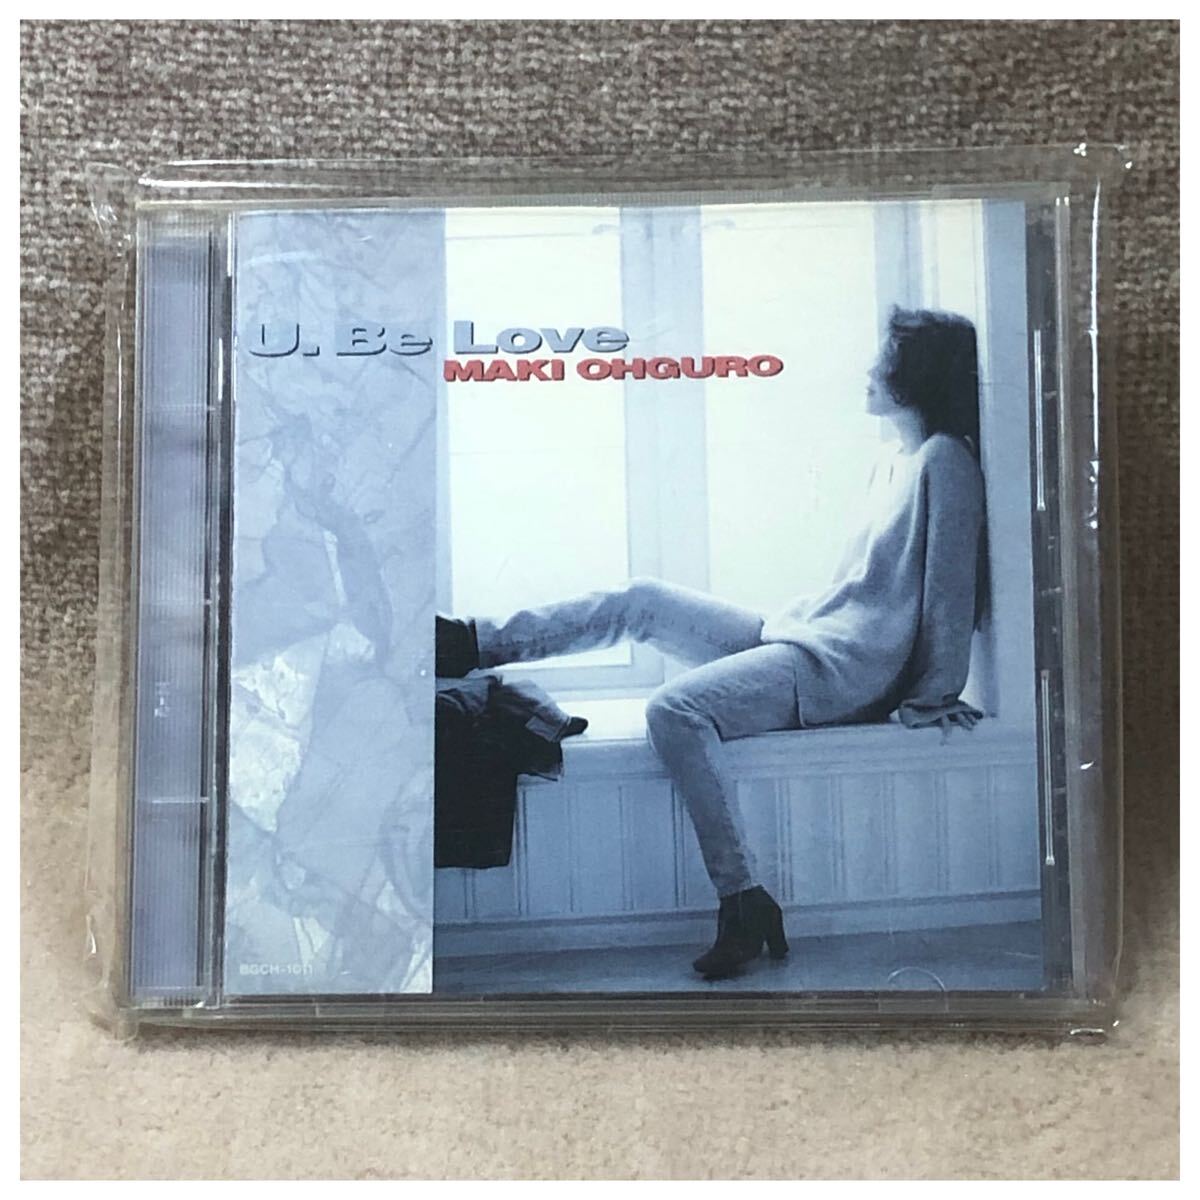 U. Be Love
MAKI OHGURO
BGCH-1011